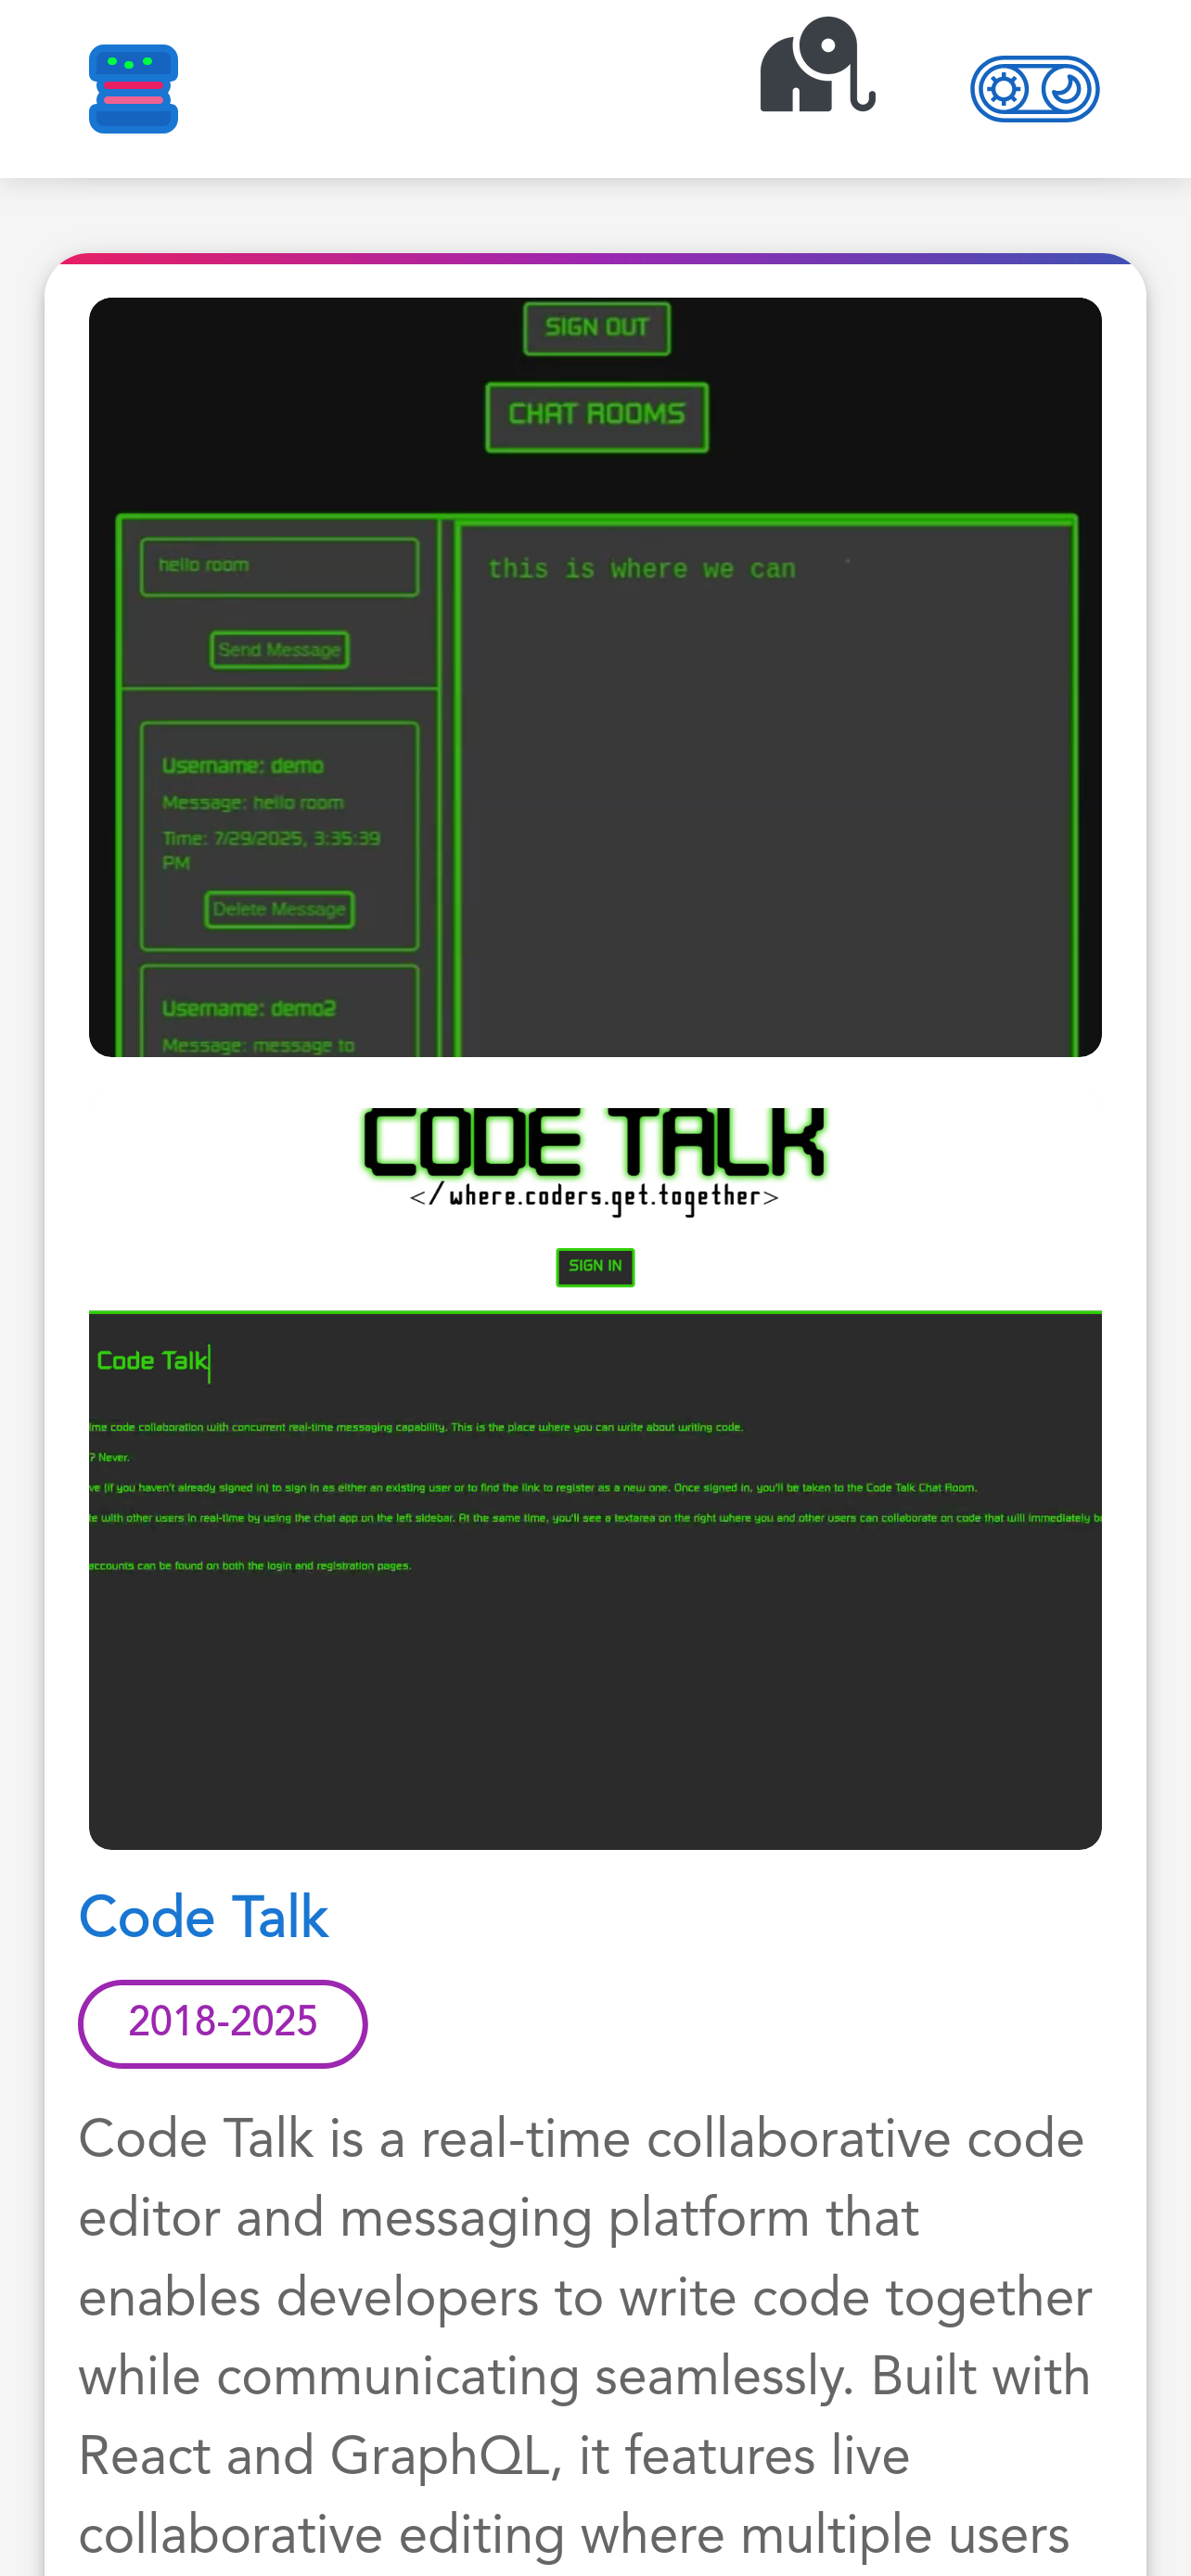 SIGN OUT
CHAT ROOMS
hello room
this is where we can
Send Message
Username: demo
Message: hello room
Time: 7/29/2025, 3:35:39
PM
Delete Message
Username: demo2
Message: message to
CODE TALK
</where.coders.get.together>
SIGN IN
Code Talk
ime code collaboration with concurrent real-time messaging capability. This is the place where you can write about writing code.
? Never.
ve (if you haven't already signed in) to sign in as either an existing user or to find the link to register as a new one. Once signed in, you'll be taken to the Code Talk Chat Room.
te with other users in real-time by using the chat app on the left sidebar. At the same time, you'll see a textarea on the right where you and other users can collaborate on code that will immediately b
accounts can be found on both the login and registration pages.
Code Talk
2018-2025
Code Talk is a real-time collaborative code
editor and messaging platform that
enables developers to write code together
while communicating seamlessly. Built with
React and GraphQL, it features live
collaborative editing where multiple users